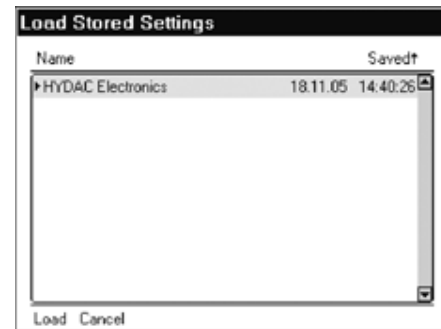 Load Stored Settings
Name Saved↑
HYDAC Electronics 18.11.05 14:40:26
Load Cancel